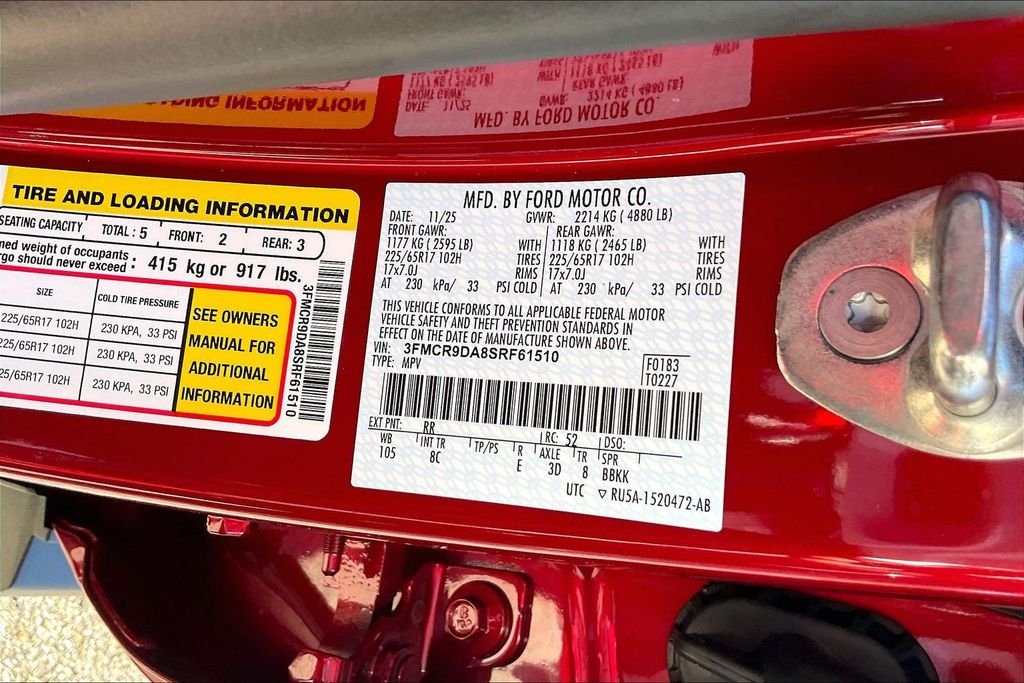 TIRE AND LOADING INFORMATION
SEATING CAPACITY TOTAL : 5 FRONT: 2 REAR: 3
weight of occupants
should never exceed : 415 kg or 917 lbs.
SIZE COLD TIRE PRESSURE
225/65R17 102H 230 KPA, 33 PSI
225/65R17 102H 230 KPA, 33 PSI
225/65R17 102H 230 KPA, 33 PSI
SEE OWNERS
MANUAL FOR
ADDITIONAL
INFORMATION
3FMCR9DA8SRF61510
MFD. BY FORD MOTOR CO.
DATE: 11/25 GVWR: 2214 KG ( 4880 LB)
FRONT GAWR: REAR GAWR:
1177 KG ( 2595 LB) WITH 1118 KG ( 2465 LB) WITH
225/65R17 102H TIRES 225/65R17 102H TIRES
17x7.0J RIMS 17x7.0J RIMS
AT 230 kPa/ 33 PSI COLD AT 230 kPa/ 33 PSI COLD
THIS VEHICLE CONFORMS TO ALL APPLICABLE FEDERAL MOTOR
VEHICLE SAFETY AND THEFT PREVENTION STANDARDS IN
EFFECT ON THE DATE OF MANUFACTURE SHOWN ABOVE.
VIN: 3FMCR9DA8SRF61510
TYPE: MPV
F0183
T0227
EXT PNT: RR RC: 52 DSO:
WB INT TR TP/PS R AXLE TR SPR
105 8C E 3D 8 BBKK
UTC ▽ RU5A-1520472-AB